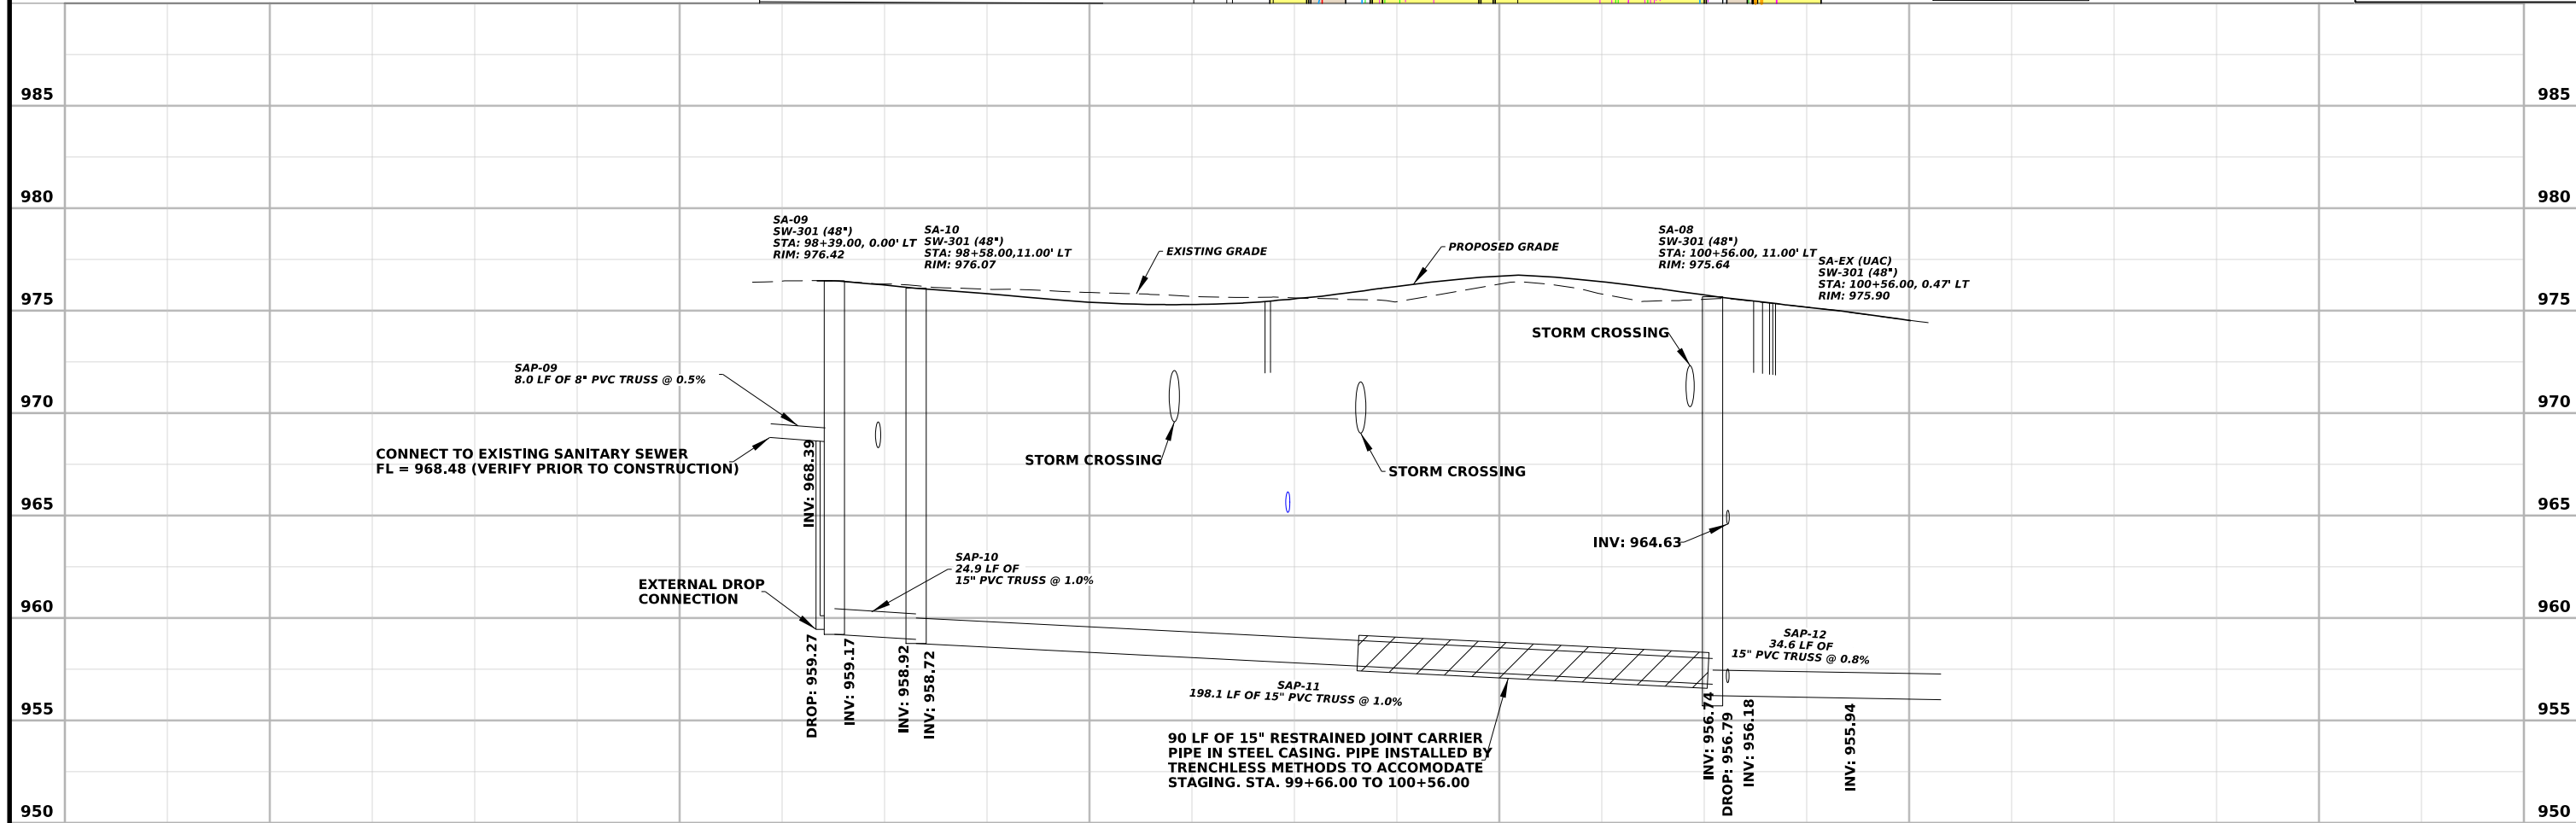 985
985
980
980
SA-09
SW-301 (48")
STA: 98+39.00, 0.00' LT
RIM: 976.42
SA-10
SW-301 (48")
STA: 98+58.00,11.00' LT
RIM: 976.07
EXISTING GRADE
PROPOSED GRADE
SA-08
SW-301 (48")
STA: 100+56.00, 11.00' LT
RIM: 975.64
SA-EX (UAC)
SW-301 (48")
STA: 100+56.00, 0.47' LT
RIM: 975.90
975
975
STORM CROSSING
SAP-09
8.0 LF OF 8" PVC TRUSS @ 0.5%
970
970
CONNECT TO EXISTING SANITARY SEWER
FL = 968.48 (VERIFY PRIOR TO CONSTRUCTION)
INV: 968.39
STORM CROSSING
STORM CROSSING
965
965
INV: 964.63
SAP-10
24.9 LF OF
15" PVC TRUSS @ 1.0%
EXTERNAL DROP
CONNECTION
960
960
DROP: 959.27
INV: 959.17
INV: 958.92
INV: 958.72
SAP-12
34.6 LF OF
15" PVC TRUSS @ 0.8%
SAP-11
198.1 LF OF 15" PVC TRUSS @ 1.0%
955
955
INV: 956.74
DROP: 956.79
INV: 956.18
INV: 955.94
90 LF OF 15" RESTRAINED JOINT CARRIER
PIPE IN STEEL CASING. PIPE INSTALLED BY
TRENCHLESS METHODS TO ACCOMODATE
STAGING. STA. 99+66.00 TO 100+56.00
950
950